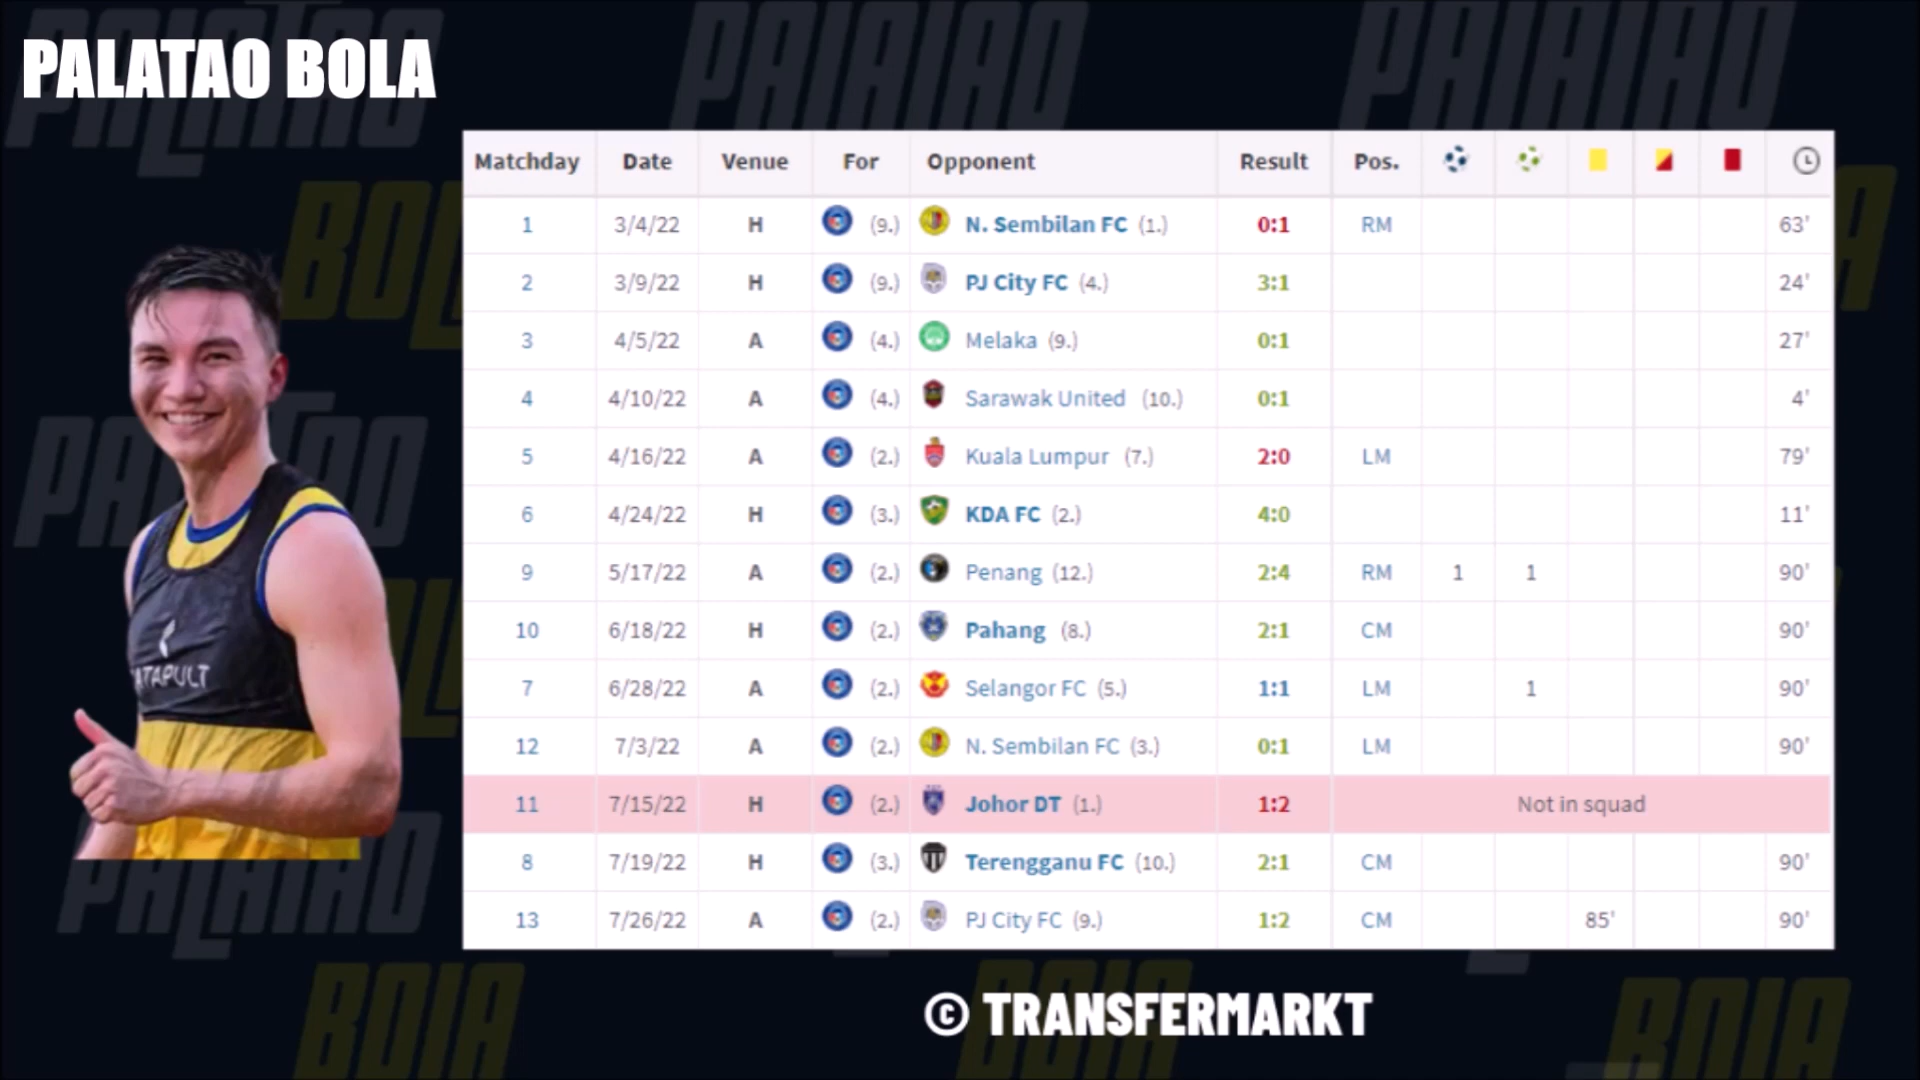 PALATAO BOLA
Matchday Date Venue For Opponent Result Pos.
1 3/4/22 H (9.) N. Sembilan FC (1.) 0:1 RM 63'
2 3/9/22 H (9.) PJ City FC (4.) 3:1 24'
3 4/5/22 A (4.) Melaka (9.) 0:1 27'
4 4/10/22 A (4.) Sarawak United (10.) 0:1 4'
5 4/16/22 A (2.) Kuala Lumpur (7.) 2:0 LM 79'
6 4/24/22 H (3.) KDA FC (2.) 4:0 11'
9 5/17/22 A (2.) Penang (12.) 2:4 RM 1 1 90'
10 6/18/22 H (2.) Pahang (8.) 2:1 CM 90'
7 6/28/22 A (2.) Selangor FC (5.) 1:1 LM 1 90'
12 7/3/22 A (2.) N. Sembilan FC (3.) 0:1 LM 90'
11 7/15/22 H (2.) Johor DT (1.) 1:2 Not in squad
8 7/19/22 H (3.) Terengganu FC (10.) 2:1 CM 90'
13 7/26/22 A (2.) PJ City FC (9.) 1:2 CM 85' 90'
ATAPULT
© TRANSFERMARKT